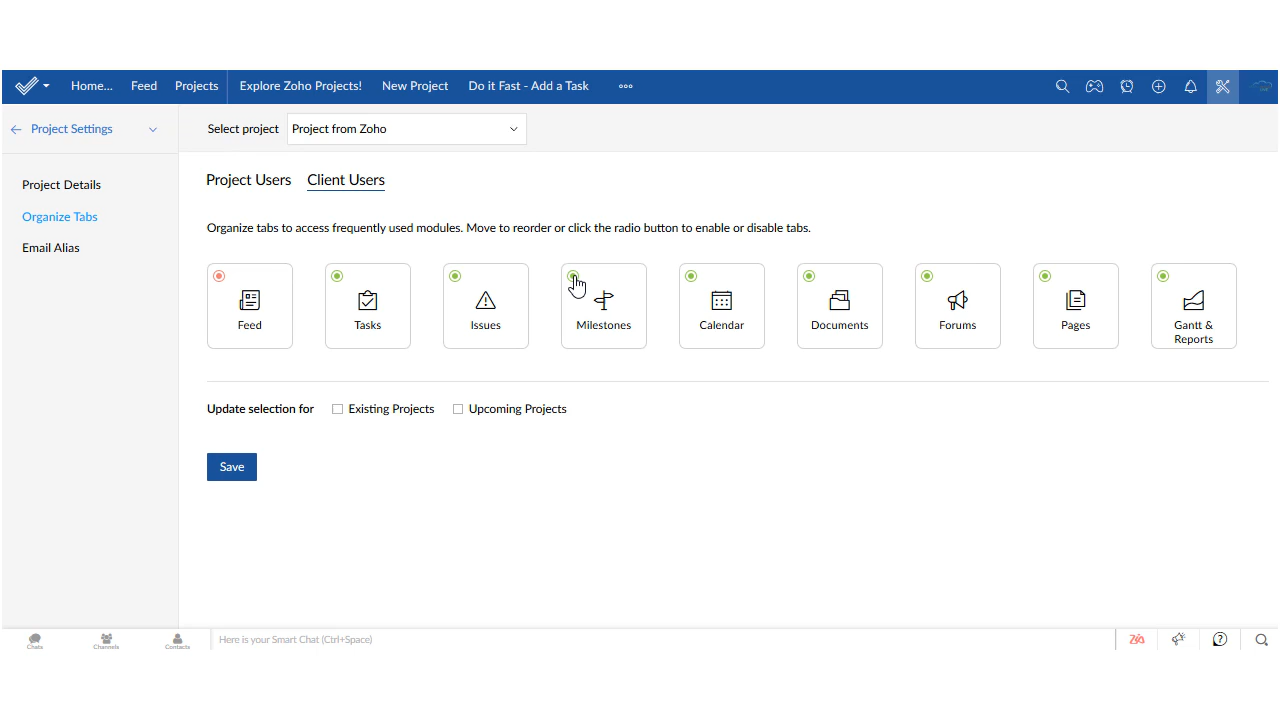 Home... Feed Projects Explore Zoho Projects! New Project Do it Fast - Add a Task
Project Settings
Select project Project from Zoho
Project Details
Organize Tabs
Email Alias
Project Users Client Users
Organize tabs to access frequently used modules. Move to reorder or click the radio button to enable or disable tabs.
Feed Tasks Issues Milestones Calendar Documents Forums Pages Gantt &
Reports
Update selection for Existing Projects Upcoming Projects
Save
Chats Channels Contacts Here is your Smart Chat (Ctrl+Space)